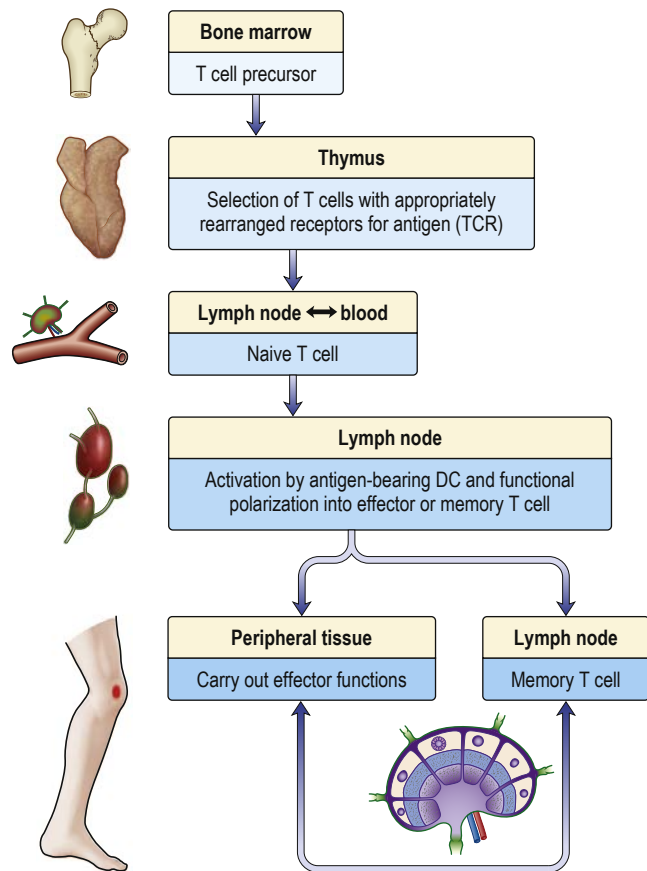 Bone marrow
T cell precursor
Thymus
Selection of T cells with appropriately
rearranged receptors for antigen (TCR)
Lymph node ↔ blood
Naive T cell
Lymph node
Activation by antigen-bearing DC and functional
polarization into effector or memory T cell
Peripheral tissue
Carry out effector functions
Lymph node
Memory T cell